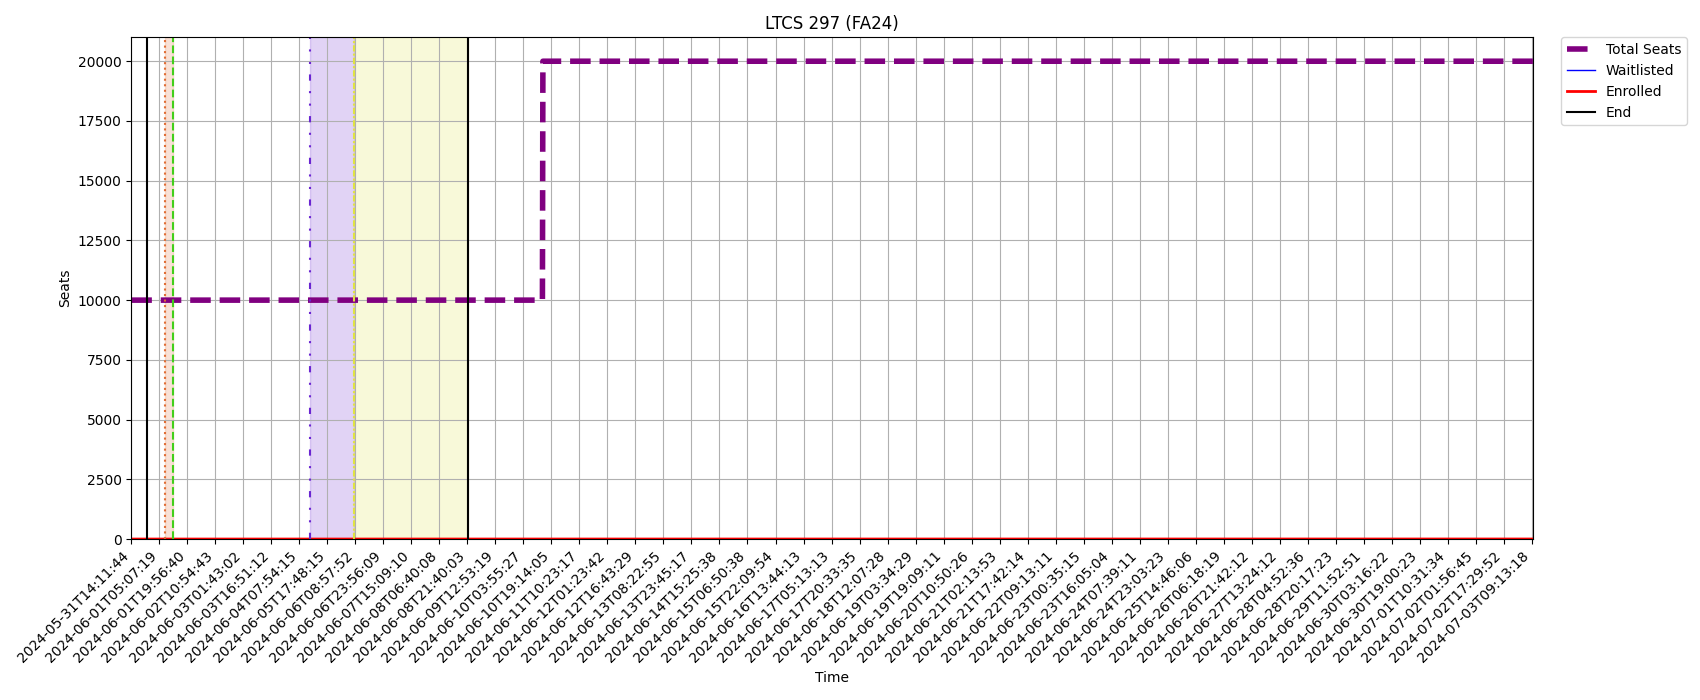 LTCS 297 (FA24)
Total Seats
Waitlisted
Enrolled
End
Seats
20000
17500
15000
12500
10000
7500
5000
2500
0
2024-05-31T14:11:44
2024-06-01T05:07:19
2024-06-01T19:56:40
2024-06-02T10:54:43
2024-06-03T01:43:02
2024-06-03T16:51:12
2024-06-04T07:54:15
2024-06-05T17:48:15
2024-06-06T08:57:52
2024-06-06T23:56:09
2024-06-07T15:09:10
2024-06-08T06:40:08
2024-06-08T21:40:03
2024-06-09T12:53:19
2024-06-10T03:55:27
2024-06-10T19:14:05
2024-06-11T10:23:17
2024-06-12T01:23:42
2024-06-12T16:43:29
2024-06-13T08:22:55
2024-06-13T23:45:17
2024-06-14T15:25:38
2024-06-15T06:50:38
2024-06-15T22:09:54
2024-06-16T13:44:13
2024-06-17T05:13:13
2024-06-17T20:33:35
2024-06-18T12:07:28
2024-06-19T03:34:29
2024-06-19T19:09:11
2024-06-20T10:50:26
2024-06-21T02:13:53
2024-06-21T17:42:14
2024-06-22T09:13:11
2024-06-23T00:35:15
2024-06-23T16:05:04
2024-06-24T07:39:11
2024-06-24T23:03:23
2024-06-25T14:46:06
2024-06-26T06:18:19
2024-06-26T21:42:12
2024-06-27T13:24:12
2024-06-28T04:52:36
2024-06-28T20:17:23
2024-06-29T11:52:51
2024-06-30T03:16:22
2024-06-30T19:00:23
2024-07-01T10:31:34
2024-07-02T01:56:45
2024-07-02T17:29:52
2024-07-03T09:13:18
Time